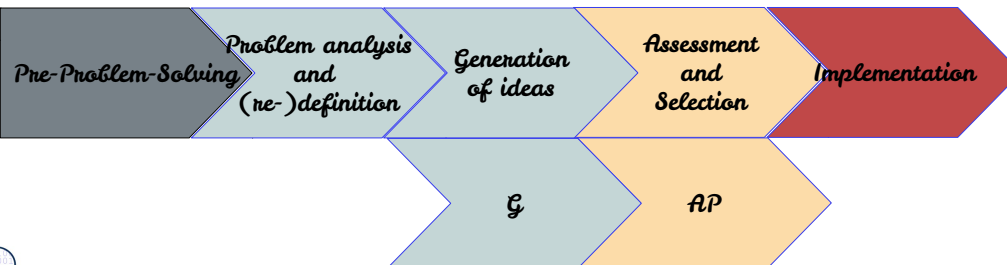 Pre-Problem-Solving
Problem analysis
and
(re-)definition
Generation
of ideas
Assessment
and
Selection
Implementation
G
AP